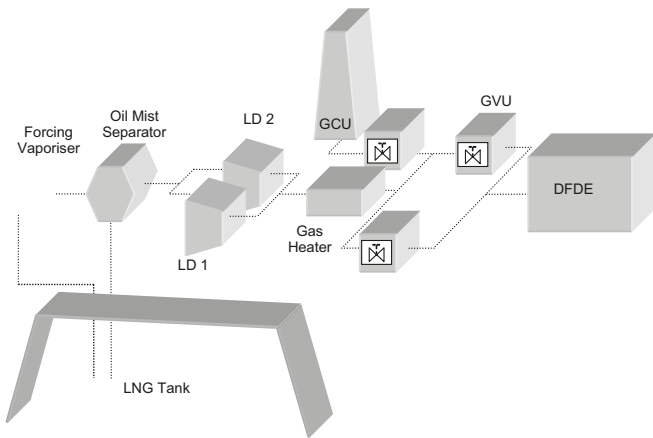 Forcing
Vaporiser
Oil Mist
Separator
LD 2
GCU
GVU
DFDE
LD 1
Gas
Heater
LNG Tank